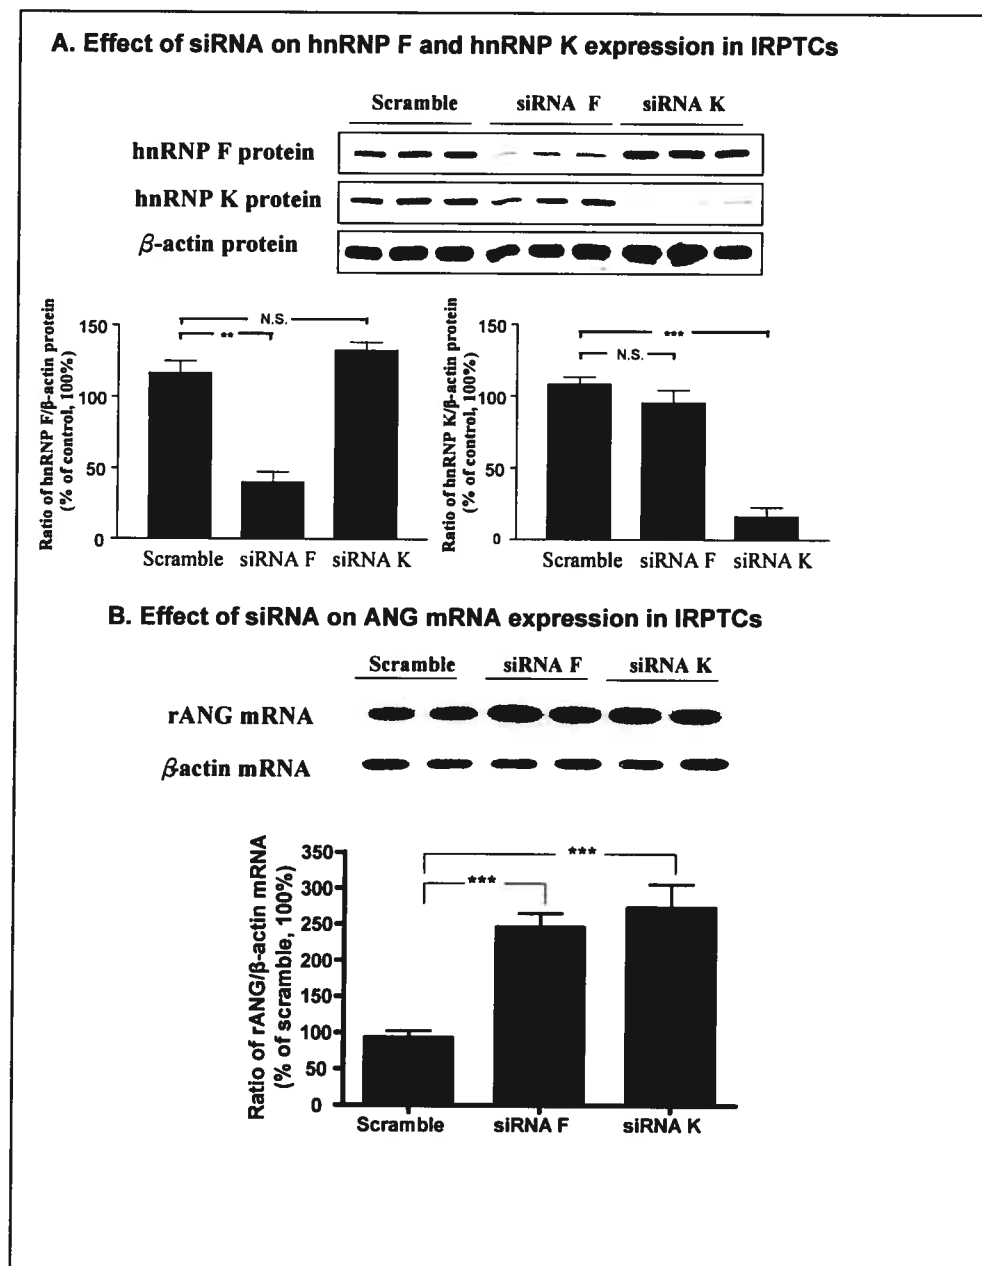 A. Effect of siRNA on hnRNP F and hnRNP K expression in IRPTCs
Scramble siRNA F siRNA K
hnRNP F protein
hnRNP K protein
β-actin protein
Ratio of hnRNP F/β-actin protein
(% of control, 100%)
150
100
50
0
N.S.
**
Scramble siRNA F siRNA K
Ratio of hnRNP K/β-actin protein
(% of control, 100%)
150
100
50
0
***
N.S.
Scramble siRNA F siRNA K
B. Effect of siRNA on ANG mRNA expression in IRPTCs
Scramble siRNA F siRNA K
rANG mRNA
β-actin mRNA
Ratio of rANG/β-actin mRNA
(% of scramble, 100%)
350
300
250
200
150
100
50
0
***
***
Scramble siRNA F siRNA K